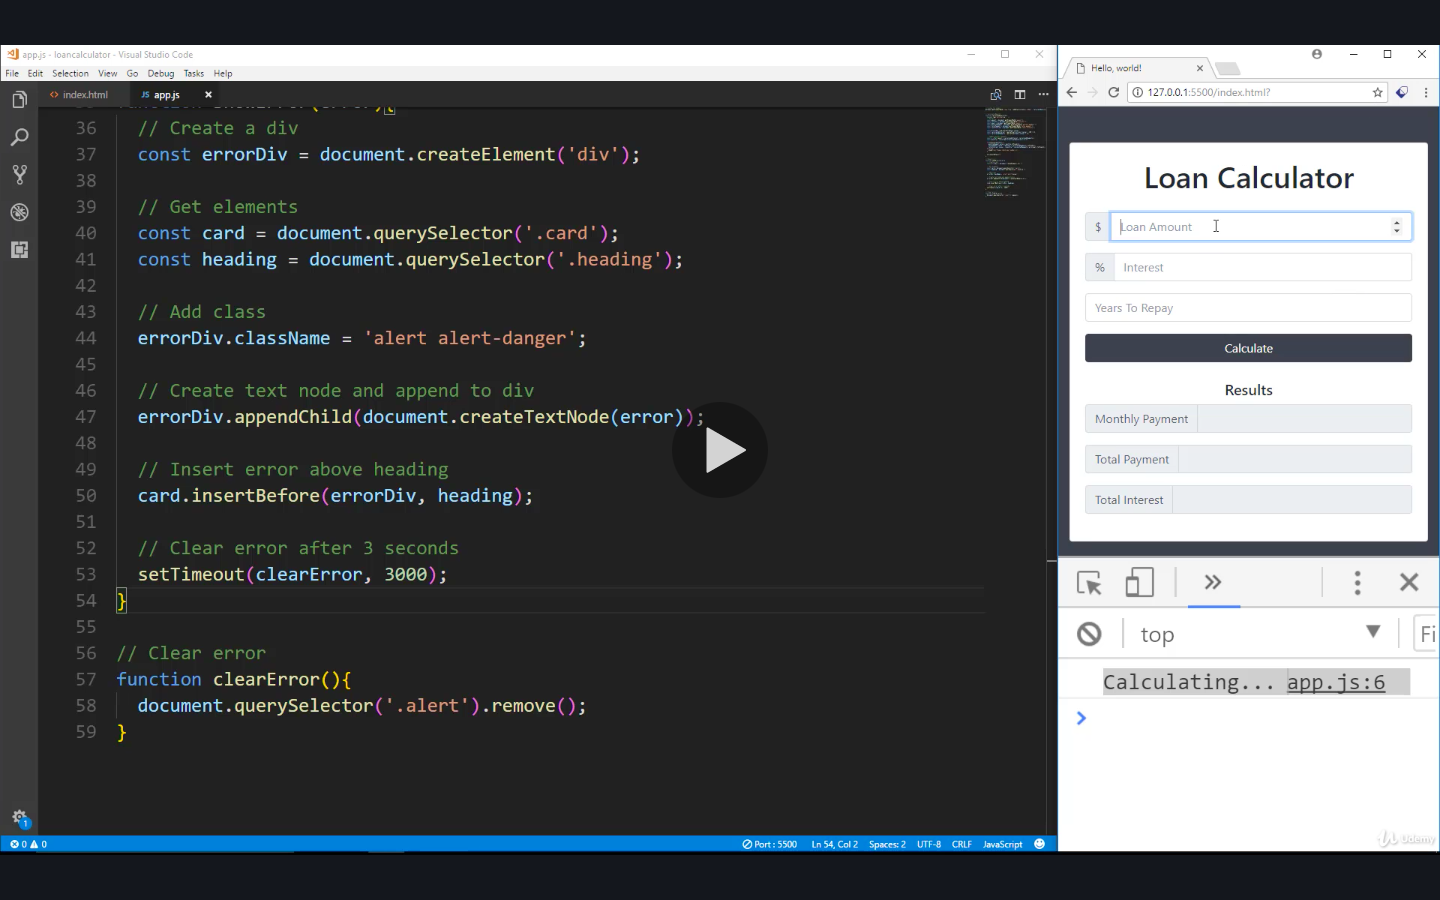 app.js - loancalculator - Visual Studio Code
File Edit Selection View Go Debug Tasks Help
index.html
JS app.js
36 // Create a div
37 const errorDiv = document.createElement('div');
38
39 // Get elements
40 const card = document.querySelector('.card');
41 const heading = document.querySelector('.heading');
42
43 // Add class
44 errorDiv.className = 'alert alert-danger';
45
46 // Create text node and append to div
47 errorDiv.appendChild(document.createTextNode(error));
48
49 // Insert error above heading
50 card.insertBefore(errorDiv, heading);
51
52 // Clear error after 3 seconds
53 setTimeout(clearError, 3000);
54 }
55
56 // Clear error
57 function clearError(){
58 document.querySelector('.alert').remove();
59 }
1
0 0
Port : 5500 Ln 54, Col 2 Spaces: 2 UTF-8 CRLF JavaScript
Hello, world!
127.0.0.1:5500/index.html?
Loan Calculator
$ Loan Amount
% Interest
Years To Repay
Calculate
Results
Monthly Payment
Total Payment
Total Interest
top Fi
Calculating... app.js:6
Udemy